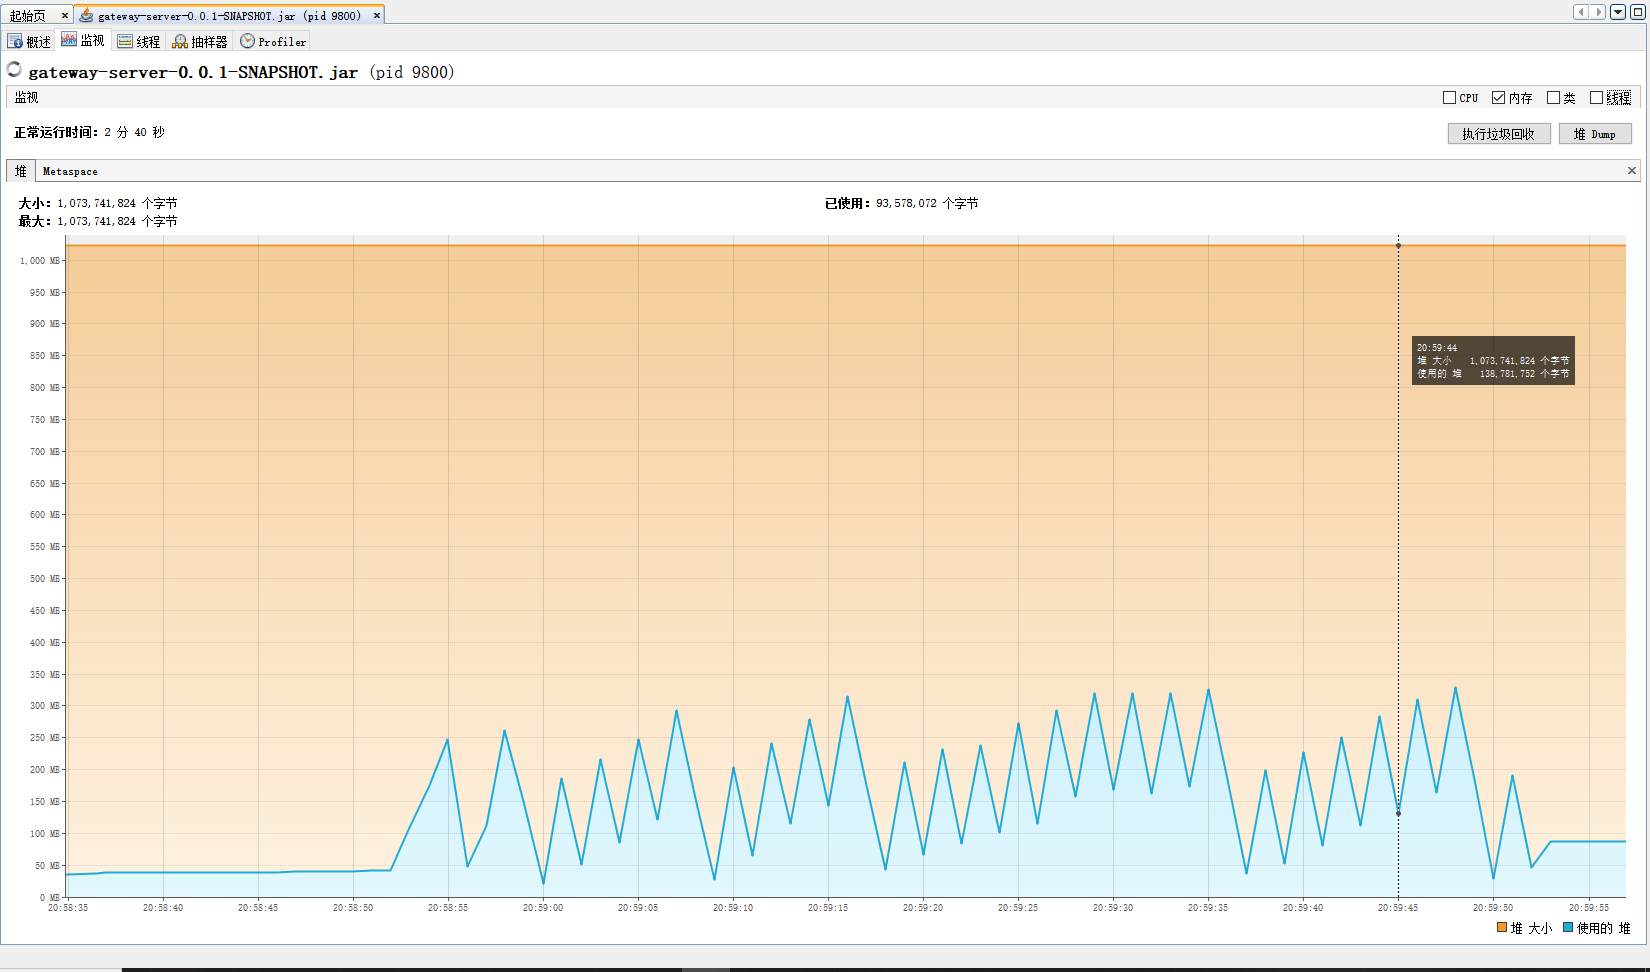 起始页 × gateway-server-0.0.1-SNAPSHOT.jar (pid 9800) ×
概述 监视 线程 抽样器 Profiler
gateway-server-0.0.1-SNAPSHOT.jar (pid 9800)
监视 CPU 内存 类 线程
正常运行时间: 2 分 40 秒 执行垃圾回收 堆 Dump
堆 Metaspace ×
大小: 1,073,741,824 个字节 已使用: 93,578,072 个字节
最大: 1,073,741,824 个字节
1,000 MB
950 MB
900 MB
20:59:44
850 MB
堆 大小 1,073,741,824 个字节
使用的 堆 138,781,752 个字节
800 MB
750 MB
700 MB
650 MB
600 MB
550 MB
500 MB
450 MB
400 MB
350 MB
300 MB
250 MB
200 MB
150 MB
100 MB
50 MB
0 MB
20:58:35 20:58:40 20:58:45 20:58:50 20:58:55 20:59:00 20:59:05 20:59:10 20:59:15 20:59:20 20:59:25 20:59:30 20:59:35 20:59:40 20:59:45 20:59:50 20:59:55
堆 大小 使用的 堆